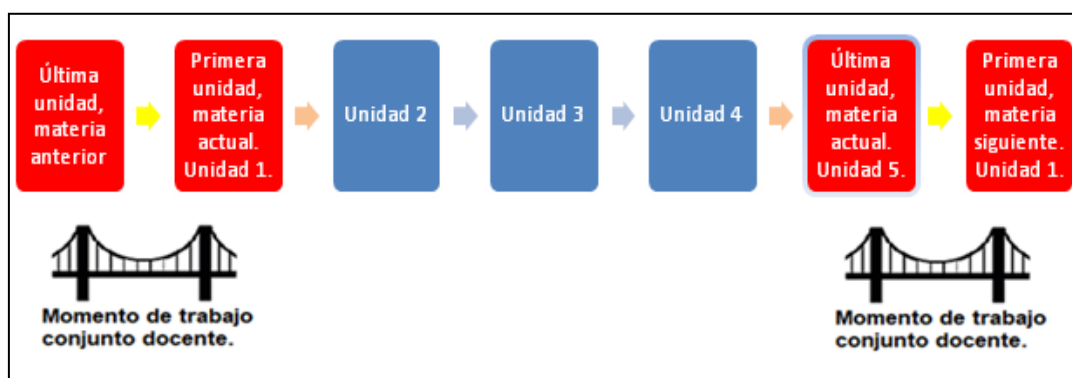 Última
unidad,
materia
anterior
Primera
unidad,
materia
actual.
Unidad 1.
Unidad 2
Unidad 3
Unidad 4
Última
unidad,
materia
actual.
Unidad 5.
Primera
unidad,
materia
siguiente.
Unidad 1.
Momento de trabajo
conjunto docente.
Momento de trabajo
conjunto docente.